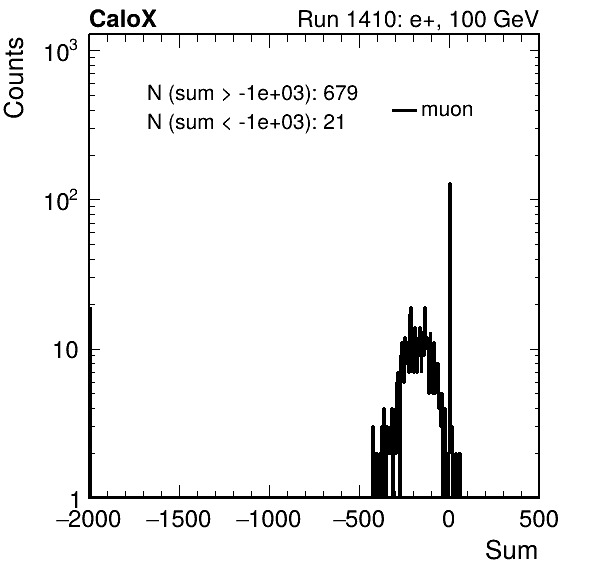 CaloX Run 1410: e+, 100 GeV
Counts
10³
N (sum > -1e+03): 679
N (sum < -1e+03): 21
muon
10²
10
1
−2000 −1500 −1000 −500 0 500
Sum